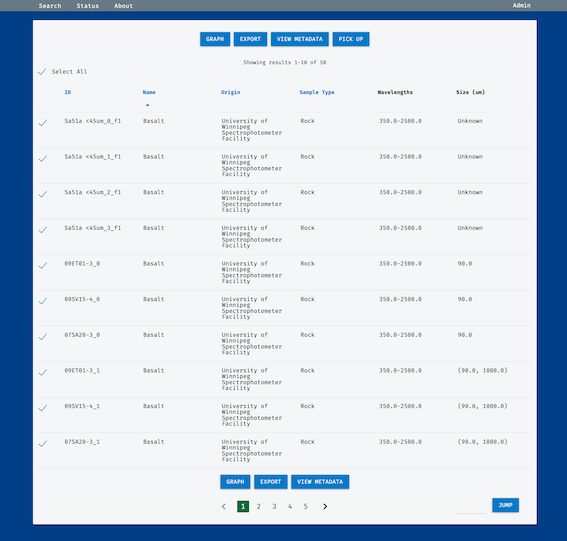 Search Status About Admin
GRAPH EXPORT VIEW METADATA PICK UP
Showing results 1-10 of 58
Select All
ID Name Origin Sample Type Wavelengths Size (um)
Sa51a <45um_0_f1 Basalt University of Winnipeg Spectrophotometer Facility Rock 350.0-2500.0 Unknown
Sa51a <45um_1_f1 Basalt University of Winnipeg Spectrophotometer Facility Rock 350.0-2500.0 Unknown
Sa51a <45um_2_f1 Basalt University of Winnipeg Spectrophotometer Facility Rock 350.0-2500.0 Unknown
Sa51a <45um_3_f1 Basalt University of Winnipeg Spectrophotometer Facility Rock 350.0-2500.0 Unknown
09ET01-3_0 Basalt University of Winnipeg Spectrophotometer Facility Rock 350.0-2500.0 90.0
09SV15-4_0 Basalt University of Winnipeg Spectrophotometer Facility Rock 350.0-2500.0 90.0
07SA20-3_0 Basalt University of Winnipeg Spectrophotometer Facility Rock 350.0-2500.0 90.0
09ET01-3_1 Basalt University of Winnipeg Spectrophotometer Facility Rock 350.0-2500.0 (90.0, 1000.0)
09SV15-4_1 Basalt University of Winnipeg Spectrophotometer Facility Rock 350.0-2500.0 (90.0, 1000.0)
07SA20-3_1 Basalt University of Winnipeg Spectrophotometer Facility Rock 350.0-2500.0 (90.0, 1000.0)
GRAPH EXPORT VIEW METADATA
1 2 3 4 5 JUMP